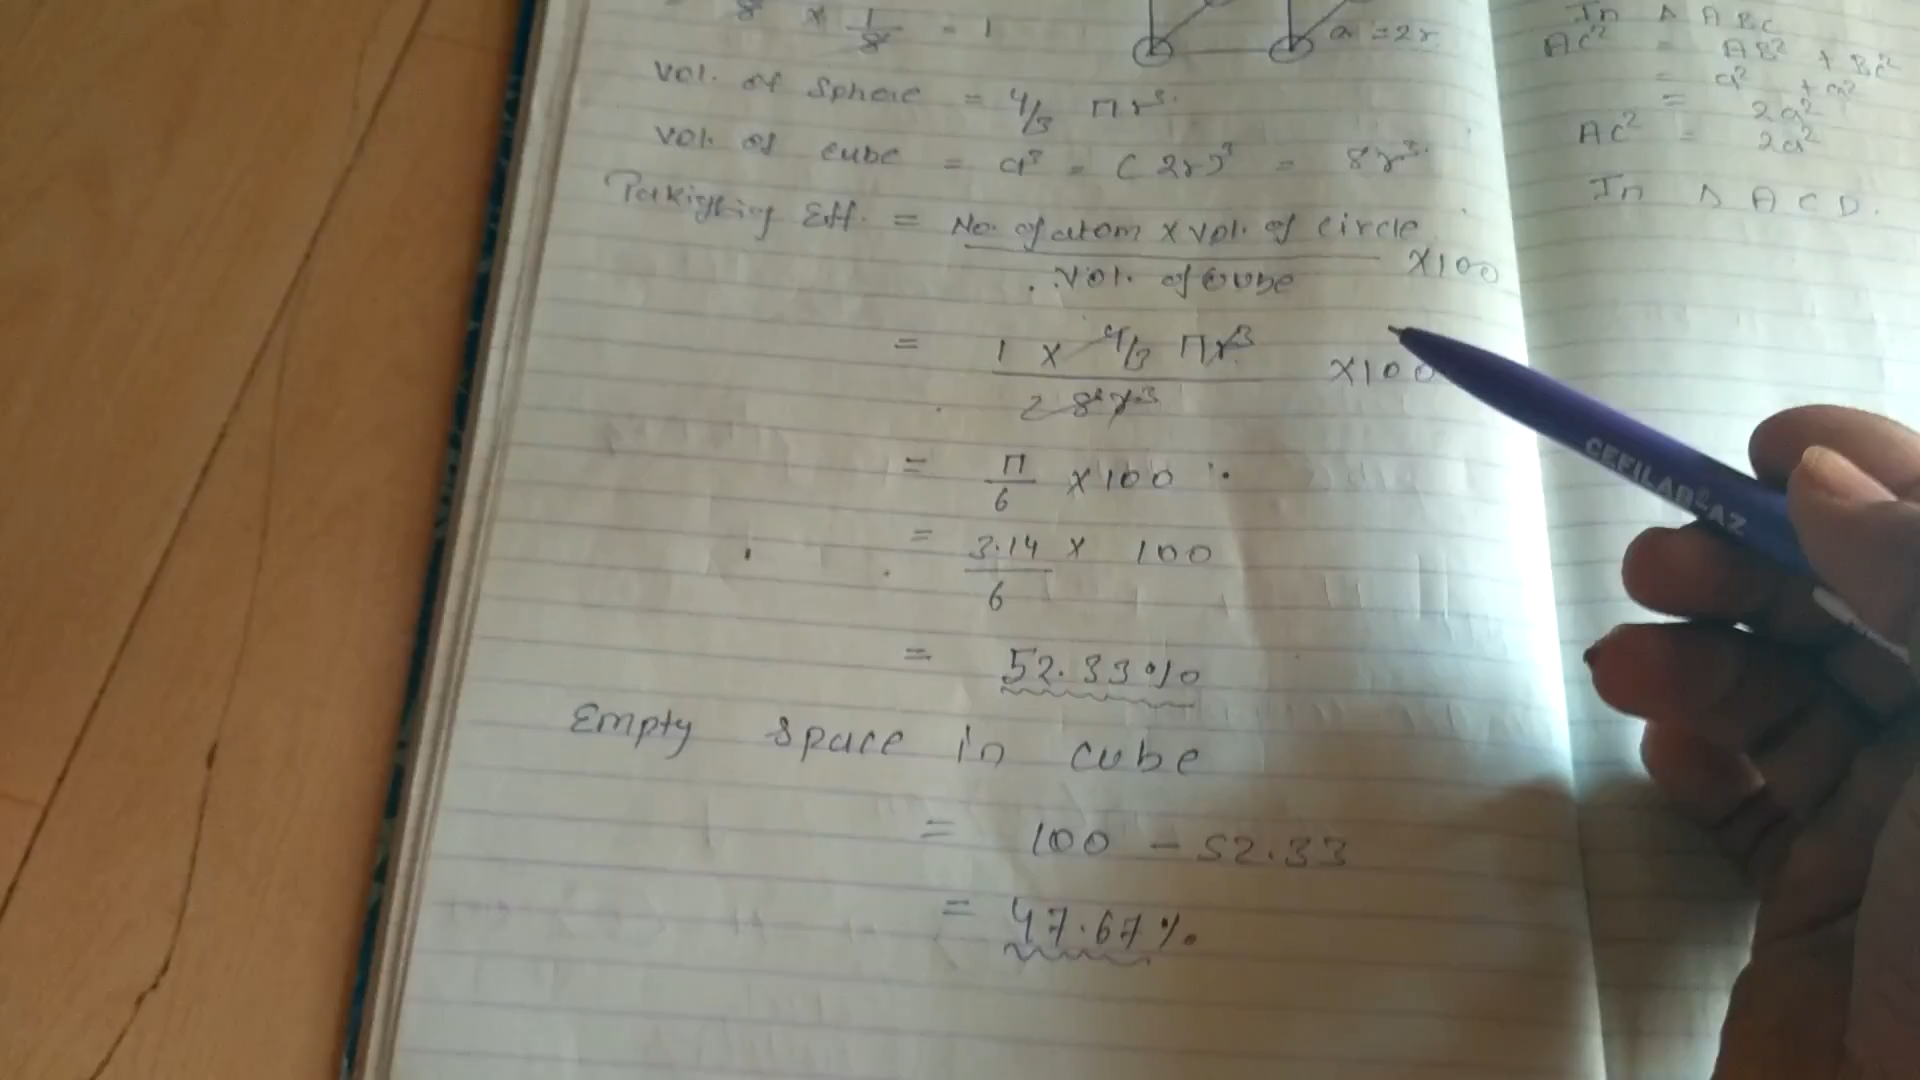 8 × 1/8 = 1
a = 2r
Vol. of Sphere = 4/3 πr³
Vol. of cube = a³ = (2r)³ = 8r³
Eff. = No. of atom × vol. of circle
Vol. of cube
×100
= 1 × 4/3 πr³
2 8r³
×100
= π/6 ×100
= 3.14 × 100
6
= 52.33%
Empty space in cube
= 100 - 52.33
= 47.67%
In Δ ABC
AC² = AB² + BC²
= a² + a²
= 2a²
AC² = 2a²
In Δ ACD.